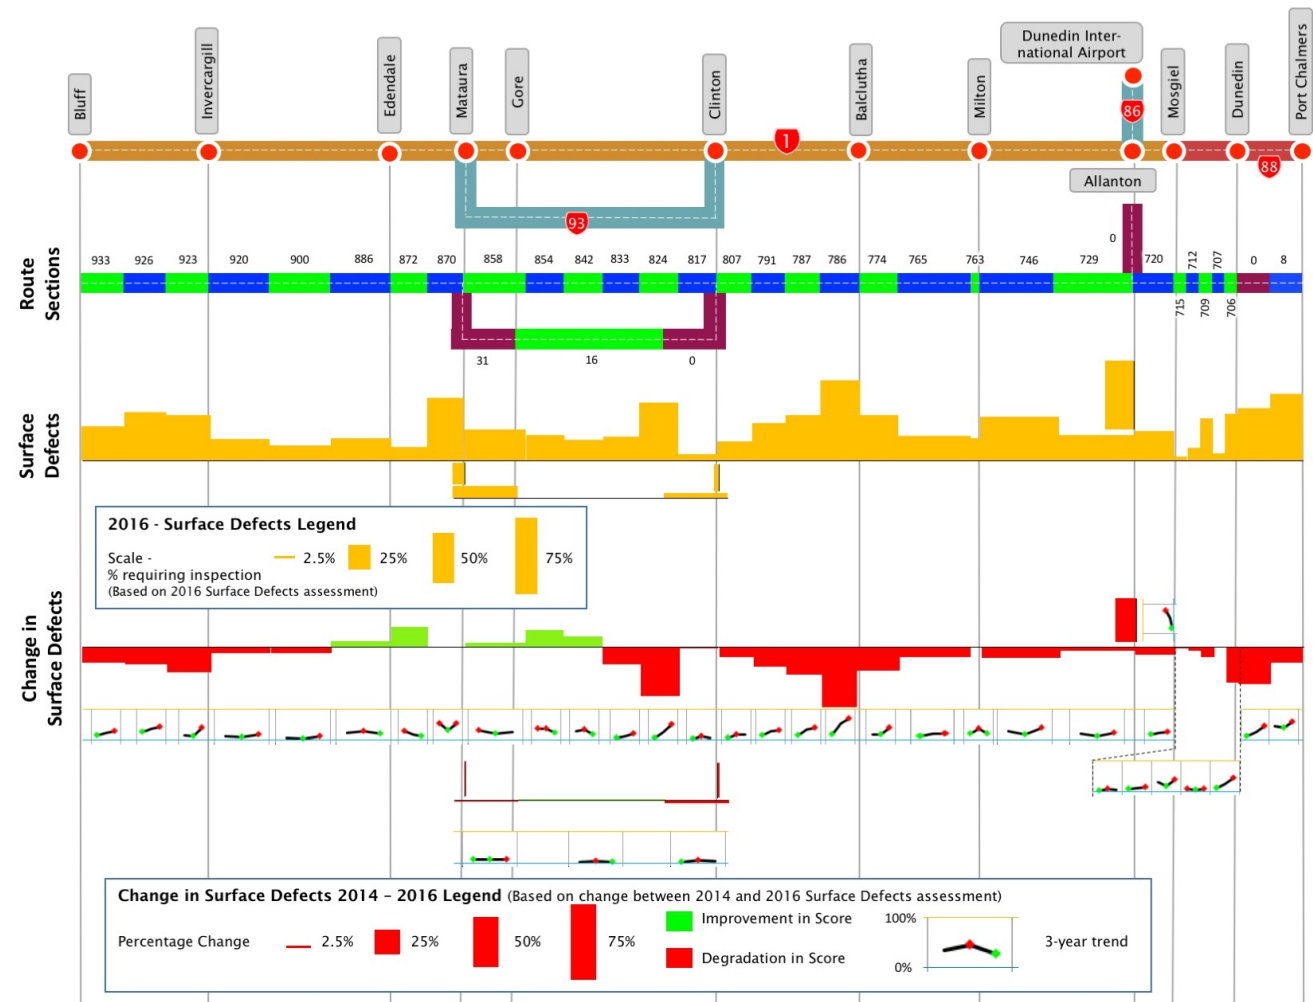 Bluff
Invercargill
Edendale
Mataura
Gore
Clinton
Balclutha
Milton
Dunedin Inter-
national Airport
Mosgiel
Dunedin
Port Chalmers
86
1
88
Allanton
93
0
Route
Sections
933 926 923 920 900 886 872 870 858 854 842 833 824 817 807 791 787 786 774 765 763 746 729 720 712 707 0 8
715 709 706
31 16 0
Surface
Defects
2016 - Surface Defects Legend
Scale -
% requiring inspection
(Based on 2016 Surface Defects assessment)
2.5% 25% 50% 75%
Change in
Surface Defects
Change in Surface Defects 2014 – 2016 Legend (Based on change between 2014 and 2016 Surface Defects assessment)
Percentage Change 2.5% 25% 50% 75%
Improvement in Score
Degradation in Score
100%
0%
3-year trend